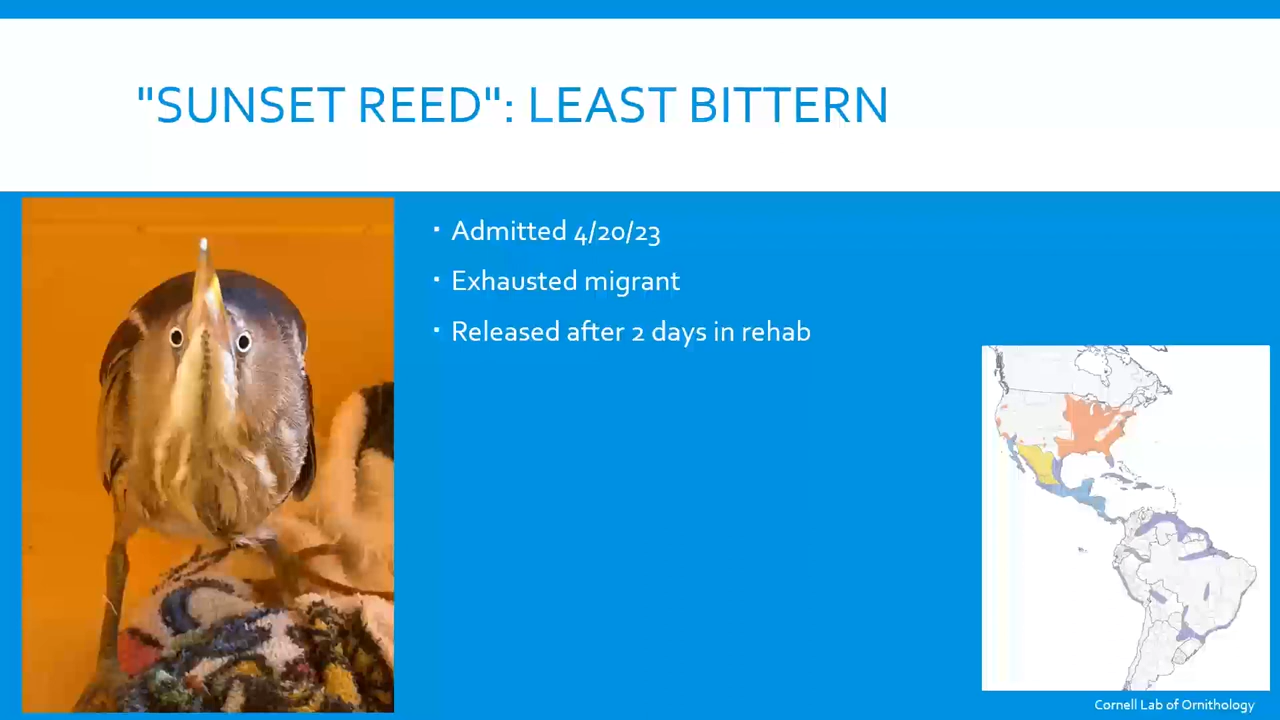 "SUNSET REED": LEAST BITTERN
▪ Admitted 4/20/23
▪ Exhausted migrant
▪ Released after 2 days in rehab
Cornell Lab of Ornithology